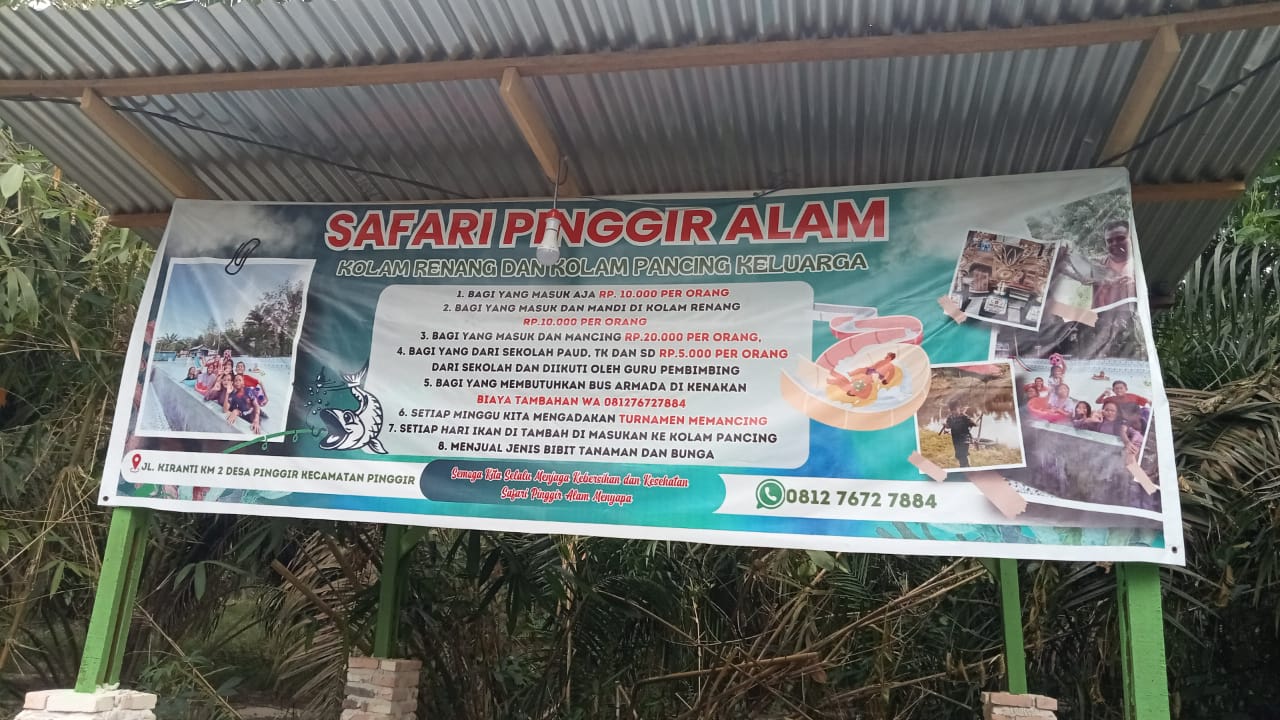 SAFARI PINGGIR ALAM
KOLAM RENANG DAN KOLAM PANCING KELUARGA
1. BAGI YANG MASUK AJA RP. 10.000 PER ORANG
2. BAGI YANG MASUK DAN MANDI DI KOLAM RENANG
RP.10.000 PER ORANG
3. BAGI YANG MASUK DAN MANCING RP.20.000 PER ORANG,
4. BAGI YANG DARI SEKOLAH PAUD, TK DAN SD RP.5.000 PER ORANG
DARI SEKOLAH DAN DIIKUTI OLEH GURU PEMBIMBING
5. BAGI YANG MEMBUTUHKAN BUS ARMADA DI KENAKAN
BIAYA TAMBAHAN WA 081276727884
6. SETIAP MINGGU KITA MENGADAKAN TURNAMEN MEMANCING
7. SETIAP HARI IKAN DI TAMBAH DI MASUKAN KE KOLAM PANCING
8. MENJUAL JENIS BIBIT TANAMAN DAN BUNGA
JL. KIRANTI KM 2 DESA PINGGIR KECAMATAN PINGGIR
Semoga Kita Selalu Menjaga Kebersihan dan Kesehatan
Safari Pinggir Alam Menyapa
0812 7672 7884